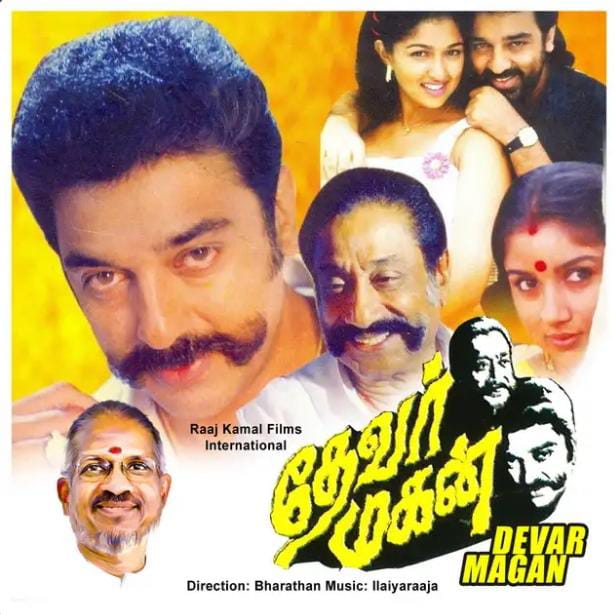 Raaj Kamal Films
International
தேவர்
மகன்
DEVAR
MAGAN
Direction: Bharathan Music: Ilaiyaraaja